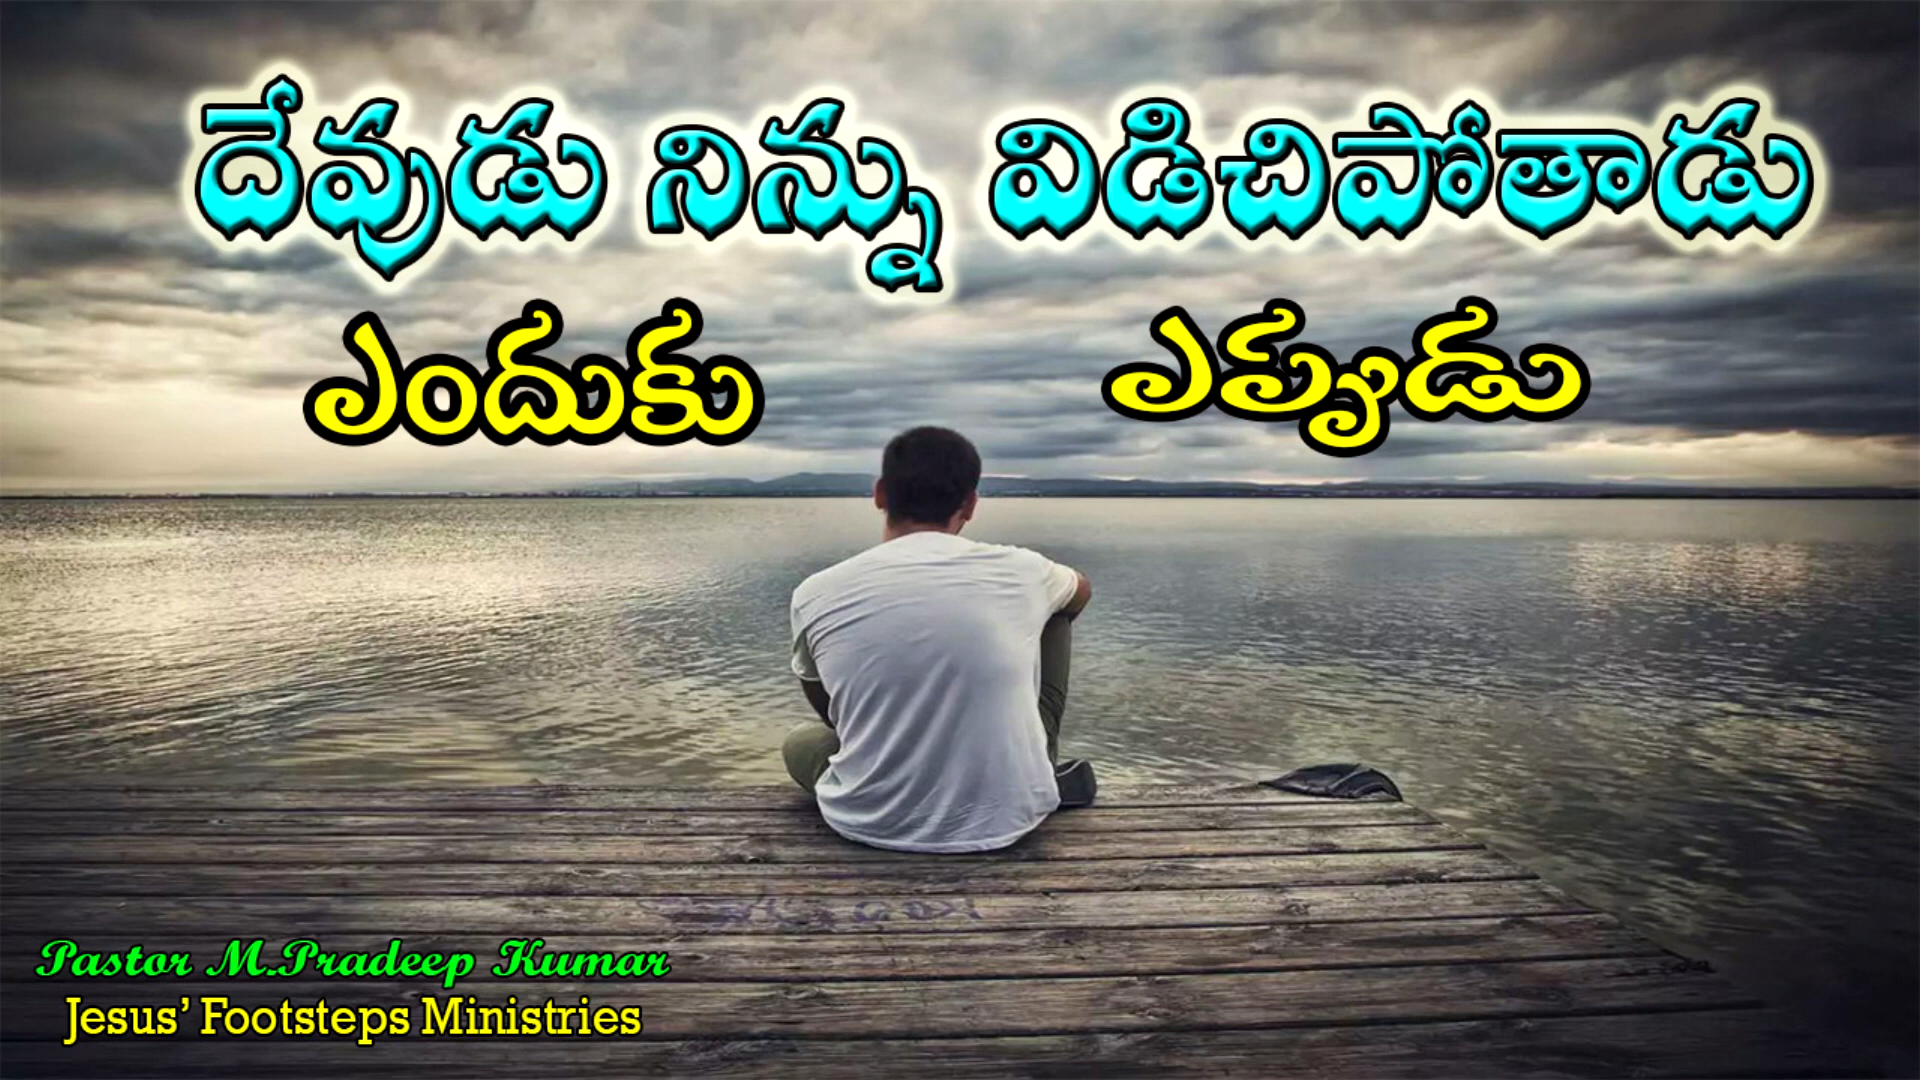 దేవుడు నిన్ను విడిచిపోతాడు
ఎందుకు ఎప్పుడు
Pastor M.Pradeep Kumar
Jesus’ Footsteps Ministries